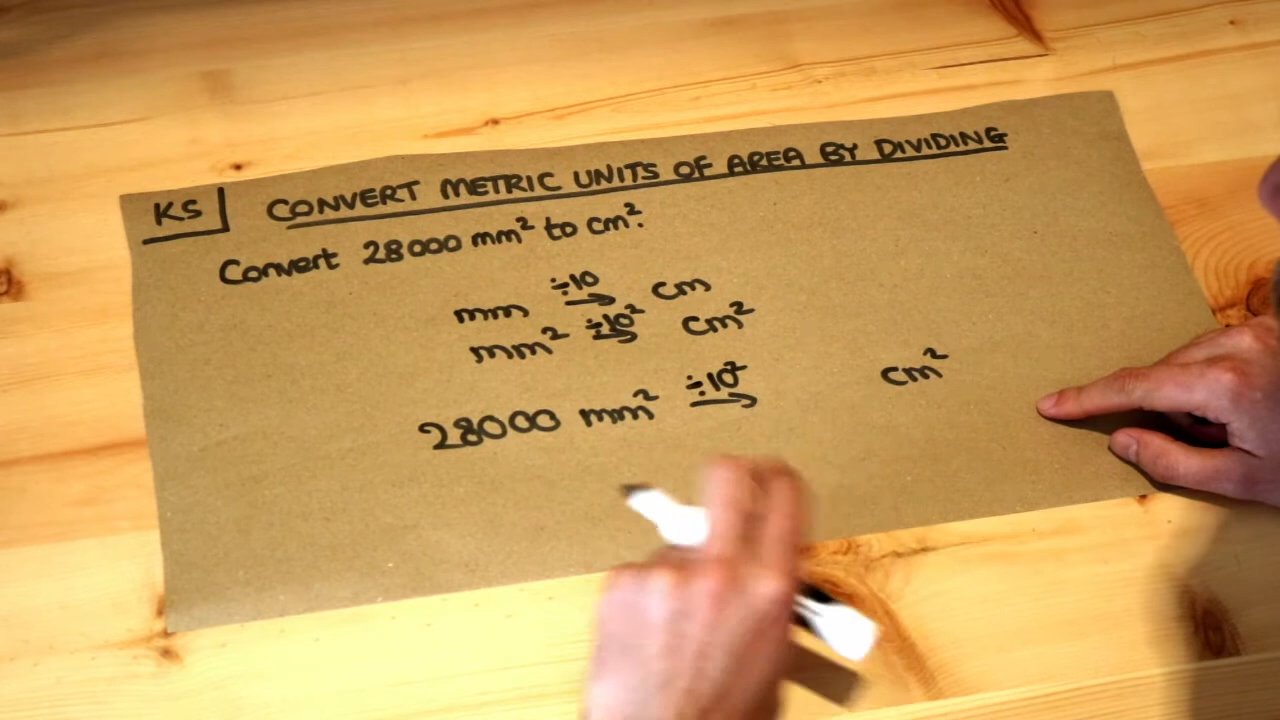 KS CONVERT METRIC UNITS OF AREA BY DIVIDING
Convert 28000 mm² to cm².
mm ÷10 → cm
mm² ÷10² → cm²
28000 mm² ÷10² → cm²